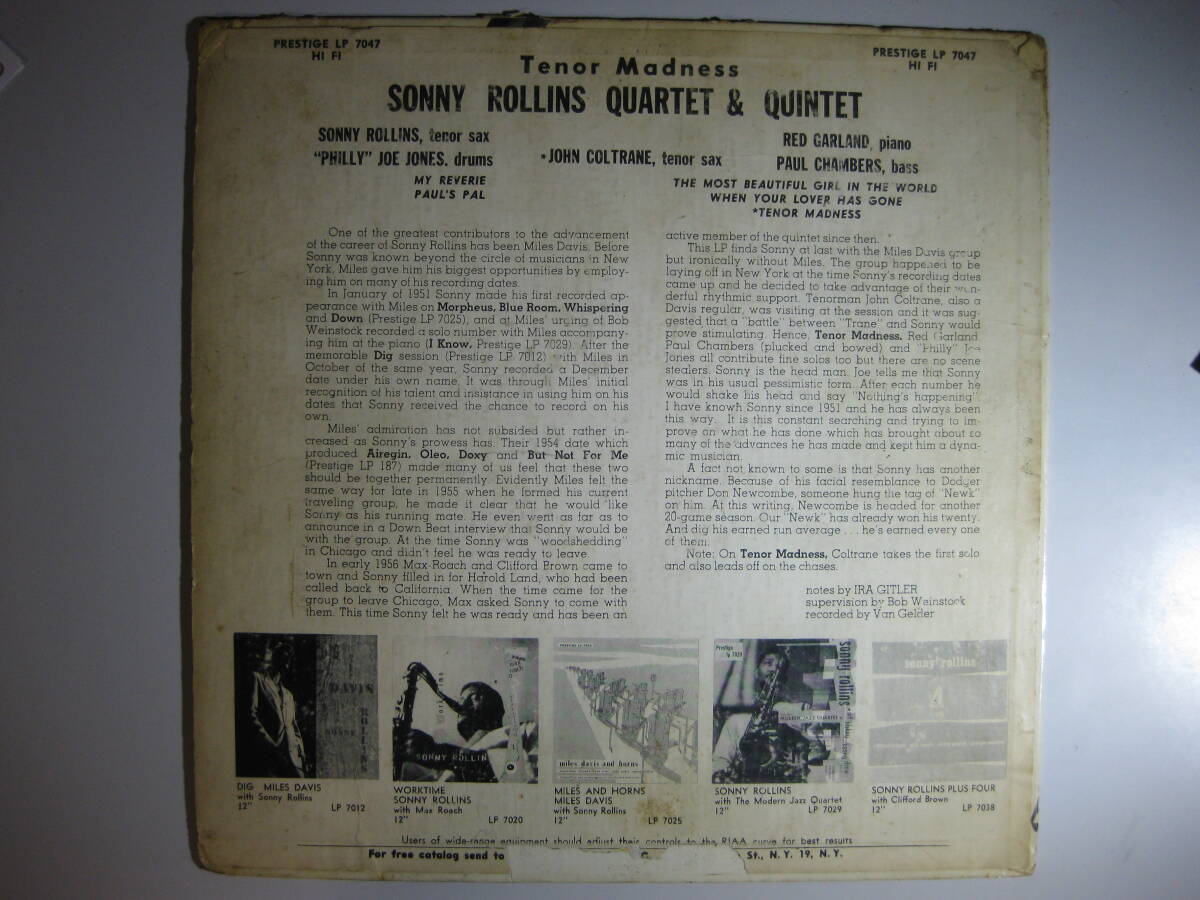 PRESTIGE LP 7047
HI FI
PRESTIGE LP 7047
HI FI
Tenor Madness
SONNY ROLLINS QUARTET & QUINTET
SONNY ROLLINS, tenor sax
"PHILLY" JOE JONES, drums
*JOHN COLTRANE, tenor sax
RED GARLAND, piano
PAUL CHAMBERS, bass
MY REVERIE
PAUL'S PAL
THE MOST BEAUTIFUL GIRL IN THE WORLD
WHEN YOUR LOVER HAS GONE
*TENOR MADNESS
One of the greatest contributors to the advancement
of the career of Sonny Rollins has been Miles Davis. Before
Sonny was known beyond the circle of musicians in New
York, Miles gave him his biggest opportunities by employ-
ing him on many of his recording dates.
In January of 1951 Sonny made his first recorded ap-
pearance with Miles on Morpheus, Blue Room, Whispering
and Down (Prestige LP 7025), and at Miles' urging of Bob
Weinstock recorded a solo number with Miles accompany-
ing him at the piano (I Know, Prestige LP 7029). After the
memorable Dig session (Prestige LP 7012) with Miles in
October of the same year, Sonny recorded a December
date under his own name. It was through Miles' initial
recognition of his talent and insistance in using him on his
dates that Sonny received the chance to record on his
own.
Miles' admiration has not subsided but rather in-
creased as Sonny's prowess has. Their 1954 date which
produced Airegin, Oleo, Doxy and But Not For Me
(Prestige LP 187) made many of us feel that these two
should be together permanently. Evidently Miles felt the
same way for late in 1955 when he formed his current
traveling group, he made it clear that he would like
Sonny as his running mate. He even went as far as to
announce in a Down Beat interview that Sonny would be
with the group. At the time Sonny was "woodshedding"
in Chicago and didn't feel he was ready to leave.
In early 1956 Max Roach and Clifford Brown came to
town and Sonny filled in for Harold Land, who had been
called back to California. When the time came for the
group to leave Chicago, Max asked Sonny to come with
them. This time Sonny felt he was ready and has been an
active member of the quintet since then.
This LP finds Sonny at last with the Miles Davis group
but ironically without Miles. The group happened to be
laying off in New York at the time Sonny's recording dates
came up and he decided to take advantage of their won-
derful rhythmic support. Tenorman John Coltrane, also a
Davis regular, was visiting at the session and it was sug-
gested that a "battle" between "Trane" and Sonny would
prove stimulating. Hence, Tenor Madness. Red Garland,
Paul Chambers (plucked and bowed) and "Philly" Joe
Jones all contribute fine solos too but there are no scene
stealers. Sonny is the head man. Joe tells me that Sonny
was in his usual pessimistic form. After each number he
would shake his head and say "Nothing's happening".
I have known Sonny since 1951 and he has always been
this way. It is this constant searching and trying to im-
prove on what he has done which has brought about so
many of the advances he has made and kept him a dyna-
mic musician.
A fact not known to some is that Sonny has another
nickname. Because of his facial resemblance to Dodger
pitcher Don Newcombe, someone hung the tag of "Newk"
on him. At this writing, Newcombe is headed for another
20-game season. Our "Newk" has already won his twenty.
And dig his earned run average . . . he's earned every one
of them.
Note: On Tenor Madness, Coltrane takes the first solo
and also leads off on the chases.
notes by IRA GITLER
supervision by Bob Weinstock
recorded by Van Gelder
DAVIS
SONNY
ROLLINS
Worktime
SONNY ROLLIN
PRESTIGE LP 7025
miles davis and horns
Prestige
lp 7029
sonny rollins
MODERN JAZZ QUARTET
sonny rollins
4
DIG MILES DAVIS
with Sonny Rollins
12" LP 7012
WORKTIME
SONNY ROLLINS
with Max Roach
12" LP 7020
MILES AND HORNS
MILES DAVIS
with Sonny Rollins
12" LP 7025
SONNY ROLLINS
with The Modern Jazz Quartet
12" LP 7029
SONNY ROLLINS PLUS FOUR
with Clifford Brown
12" LP 7038
Users of wide-range equipment should adjust their controls to the RIAA curve for best results
For free catalog send to St., N. Y. 19, N. Y.